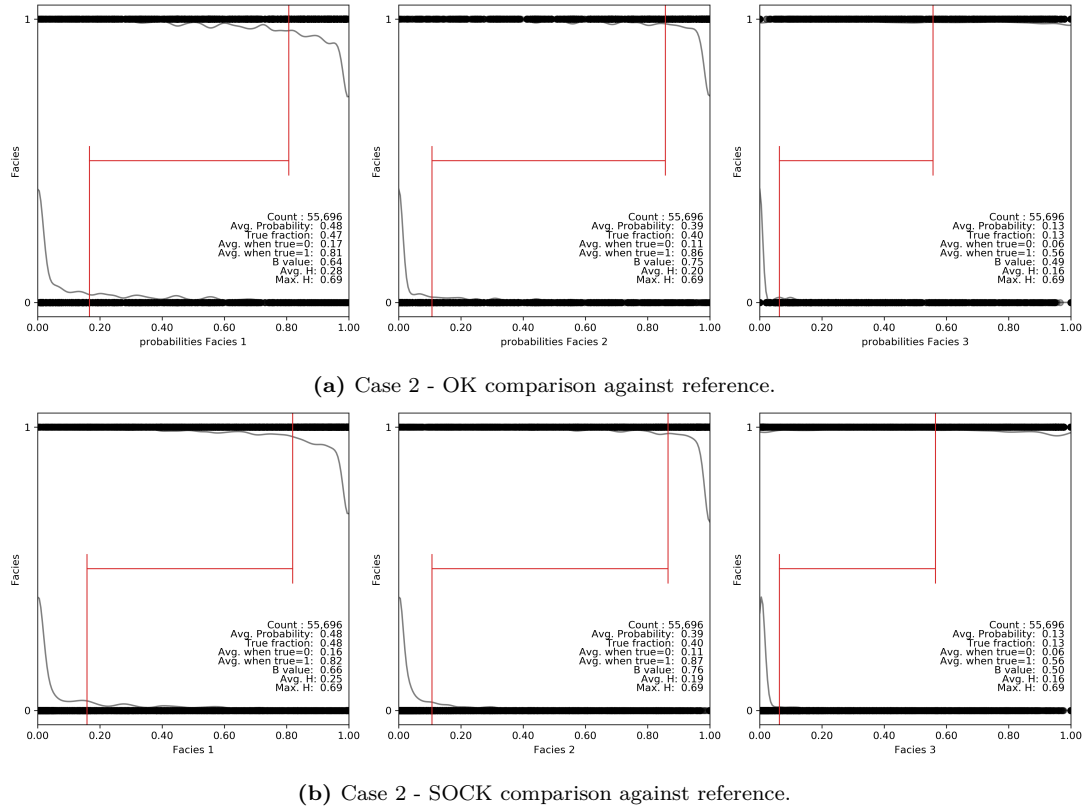 1
Facies
0
Count : 55,696
Avg. Probability: 0.48
True fraction: 0.47
Avg. when true=0: 0.17
Avg. when true=1: 0.81
B value: 0.64
Avg. H: 0.28
Max. H: 0.69
0.00 0.20 0.40 0.60 0.80 1.00
probabilities Facies 1
1
Facies
0
Count : 55,696
Avg. Probability: 0.39
True fraction: 0.40
Avg. when true=0: 0.11
Avg. when true=1: 0.86
B value: 0.75
Avg. H: 0.20
Max. H: 0.69
0.00 0.20 0.40 0.60 0.80 1.00
probabilities Facies 2
1
Facies
0
Count : 55,696
Avg. Probability: 0.13
True fraction: 0.13
Avg. when true=0: 0.06
Avg. when true=1: 0.56
B value: 0.49
Avg. H: 0.16
Max. H: 0.69
0.00 0.20 0.40 0.60 0.80 1.00
probabilities Facies 3
(a) Case 2 - OK comparison against reference.
1
Facies
0
Count : 55,696
Avg. Probability: 0.48
True fraction: 0.48
Avg. when true=0: 0.16
Avg. when true=1: 0.82
B value: 0.66
Avg. H: 0.25
Max. H: 0.69
0.00 0.20 0.40 0.60 0.80 1.00
Facies 1
1
Facies
0
Count : 55,696
Avg. Probability: 0.39
True fraction: 0.40
Avg. when true=0: 0.11
Avg. when true=1: 0.87
B value: 0.76
Avg. H: 0.19
Max. H: 0.69
0.00 0.20 0.40 0.60 0.80 1.00
Facies 2
1
Facies
0
Count : 55,696
Avg. Probability: 0.13
True fraction: 0.13
Avg. when true=0: 0.06
Avg. when true=1: 0.56
B value: 0.50
Avg. H: 0.16
Max. H: 0.69
0.00 0.20 0.40 0.60 0.80 1.00
Facies 3
(b) Case 2 - SOCK comparison against reference.